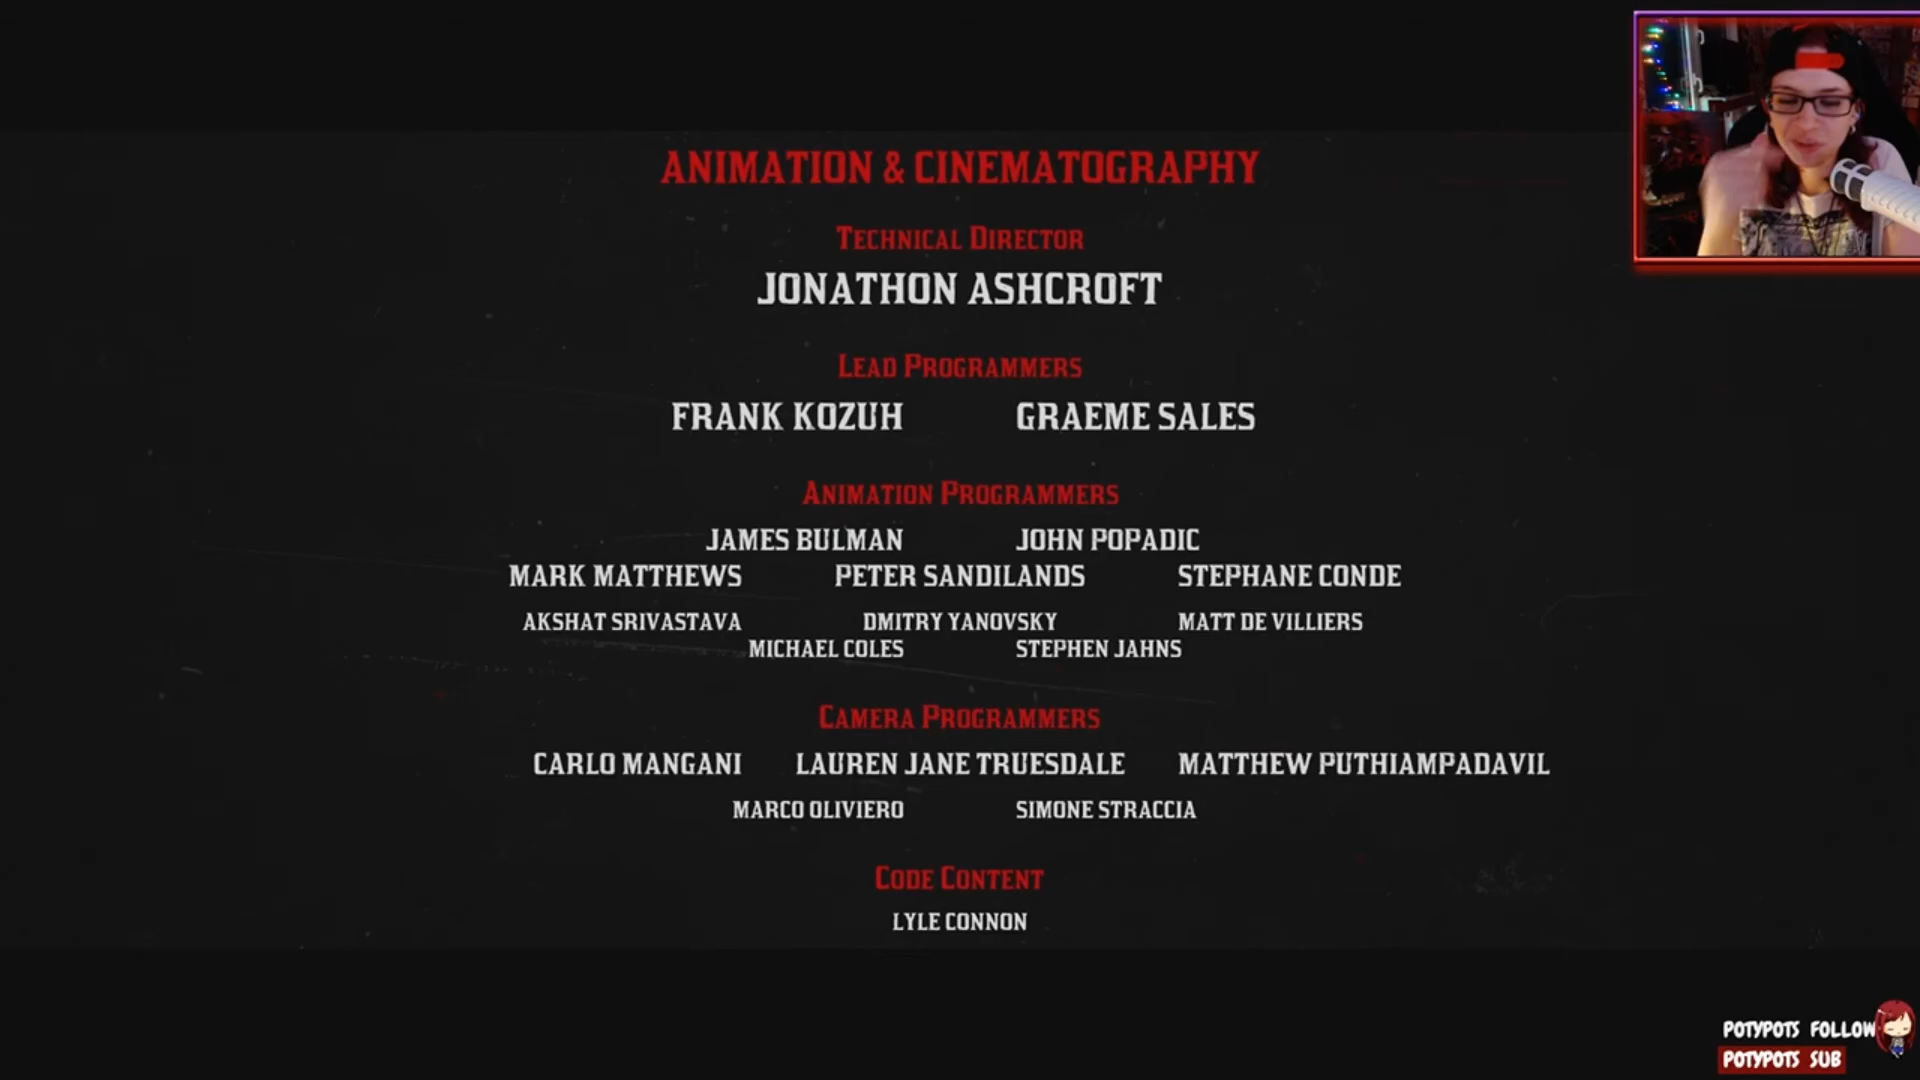 ANIMATION & CINEMATOGRAPHY
TECHNICAL DIRECTOR
JONATHON ASHCROFT
LEAD PROGRAMMERS
FRANK KOZUH GRAEME SALES
ANIMATION PROGRAMMERS
JAMES BULMAN JOHN POPADIC
MARK MATTHEWS PETER SANDILANDS STEPHANE CONDE
AKSHAT SRIVASTAVA DMITRY YANOVSKY MATT DE VILLIERS
MICHAEL COLES STEPHEN JAHNS
CAMERA PROGRAMMERS
CARLO MANGANI LAUREN JANE TRUESDALE MATTHEW PUTHIAMPADAVIL
MARCO OLIVIERO SIMONE STRACCIA
CODE CONTENT
LYLE CONNON
POTYPOTS FOLLOW
POTYPOTS SUB